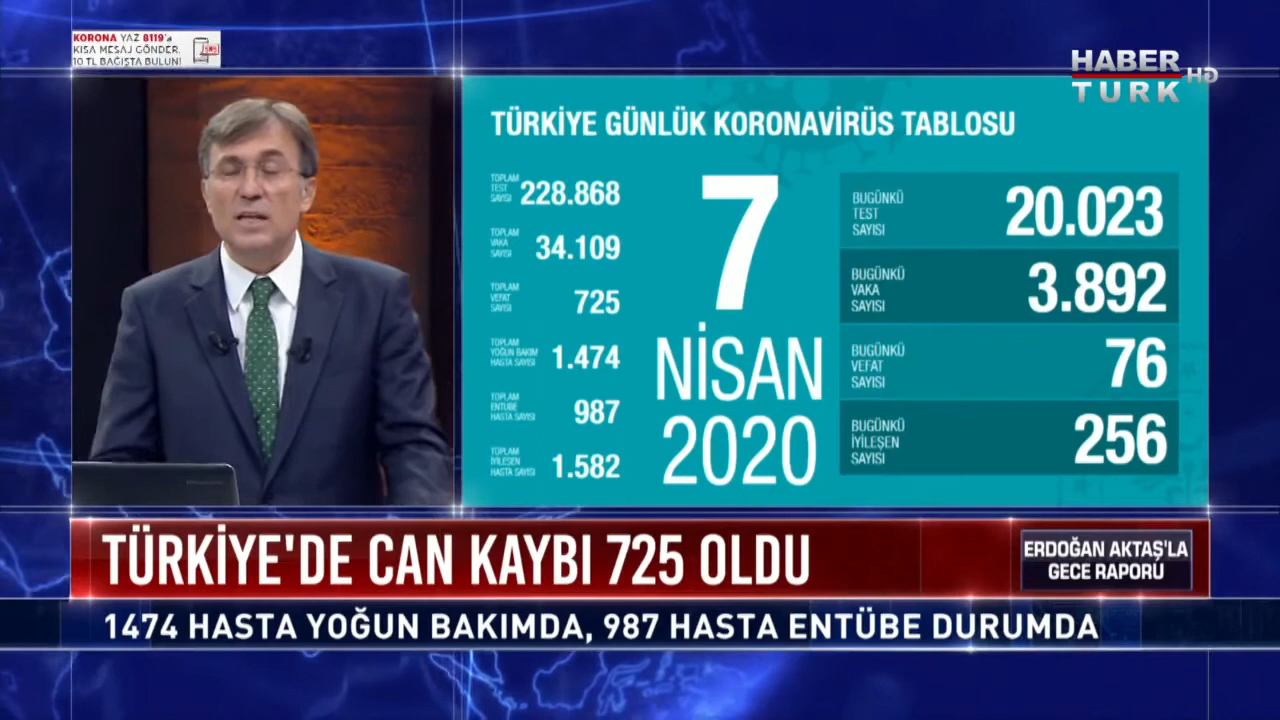 KORONA YAZ 8119'a
KISA MESAJ GÖNDER,
10 TL BAĞIŞTA BULUN!
HABER
TURK HD
TÜRKİYE GÜNLÜK KORONAVİRÜS TABLOSU
TOPLAM
TEST
SAYISI
228.868
TOPLAM
VAKA
SAYISI
34.109
TOPLAM
VEFAT
SAYISI
725
TOPLAM
YOĞUN BAKIM
HASTA SAYISI
1.474
TOPLAM
ENTUBE
HASTA SAYISI
987
TOPLAM
İYİLEŞEN
HASTA SAYISI
1.582
7
NİSAN
2020
BUGÜNKÜ
TEST
SAYISI
20.023
BUGÜNKÜ
VAKA
SAYISI
3.892
BUGÜNKÜ
VEFAT
SAYISI
76
BUGÜNKÜ
İYİLEŞEN
SAYISI
256
TÜRKİYE'DE CAN KAYBI 725 OLDU
ERDOĞAN AKTAŞ'LA
GECE RAPORU
1474 HASTA YOĞUN BAKIMDA, 987 HASTA ENTÜBE DURUMDA